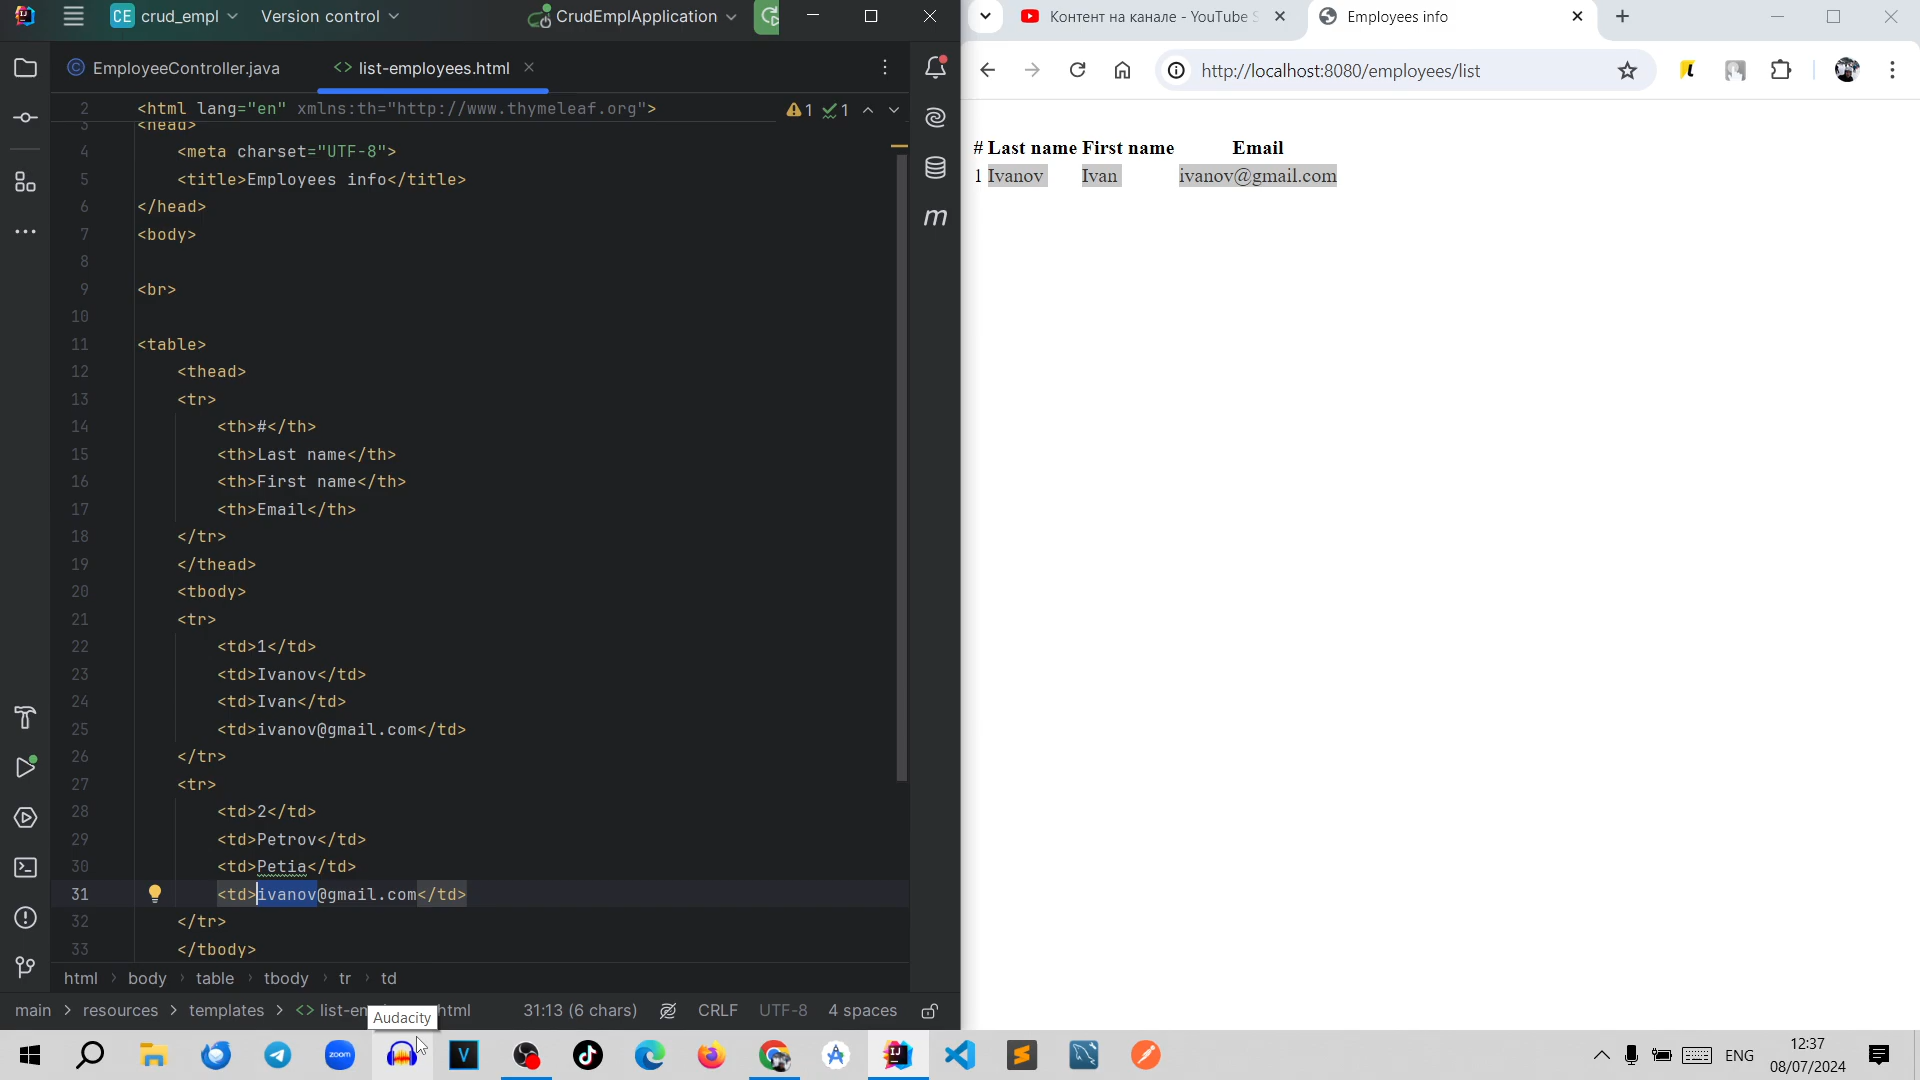 CE crud_empl Version control CrudEmplApplication
EmployeeController.java <> list-employees.html
2 <html lang="en" xmlns:th="http://www.thymeleaf.org"> 1 1
3 <head>
4 <meta charset="UTF-8">
5 <title>Employees info</title>
6 </head>
7 <body>
8
9 <br>
10
11 <table>
12 <thead>
13 <tr>
14 <th>#</th>
15 <th>Last name</th>
16 <th>First name</th>
17 <th>Email</th>
18 </tr>
19 </thead>
20 <tbody>
21 <tr>
22 <td>1</td>
23 <td>Ivanov</td>
24 <td>Ivan</td>
25 <td>ivanov@gmail.com</td>
26 </tr>
27 <tr>
28 <td>2</td>
29 <td>Petrov</td>
30 <td>Petia</td>
31 <td>ivanov@gmail.com</td>
32 </tr>
33 </tbody>
html > body > table > tbody > tr > td
main > resources > templates > <> list-em html 31:13 (6 chars) CRLF UTF-8 4 spaces
Audacity
Контент на канале - YouTube S
Employees info
http://localhost:8080/employees/list
# Last name First name Email
1 Ivanov Ivan ivanov@gmail.com
zoom
ENG
12:37
08/07/2024